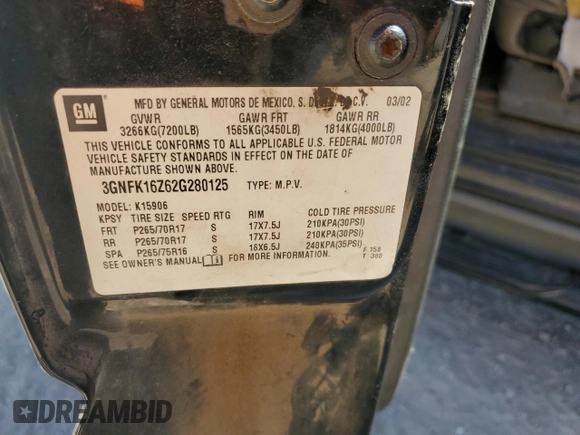 GM
MFD BY GENERAL MOTORS DE MEXICO, S. DE C.V. 03/02
GVWR GAWR FRT GAWR RR
3266KG(7200LB) 1565KG(3450LB) 1814KG(4000LB)
THIS VEHICLE CONFORMS TO ALL APPLICABLE U.S. FEDERAL MOTOR
VEHICLE SAFETY STANDARDS IN EFFECT ON THE DATE OF
MANUFACTURE SHOWN ABOVE.
3GNFK16Z62G280125 TYPE: M.P.V.
MODEL: K15906
KPSY TIRE SIZE SPEED RTG RIM COLD TIRE PRESSURE
FRT P265/70R17 S 17X7.5J 210KPA(30PSI)
RR P265/70R17 S 17X7.5J 210KPA(30PSI)
SPA P265/75R16 S 16X6.5J 240KPA(35PSI)
F 158
SEE OWNER'S MANUAL FOR MORE INFORMATION. T 380
DREAMBID